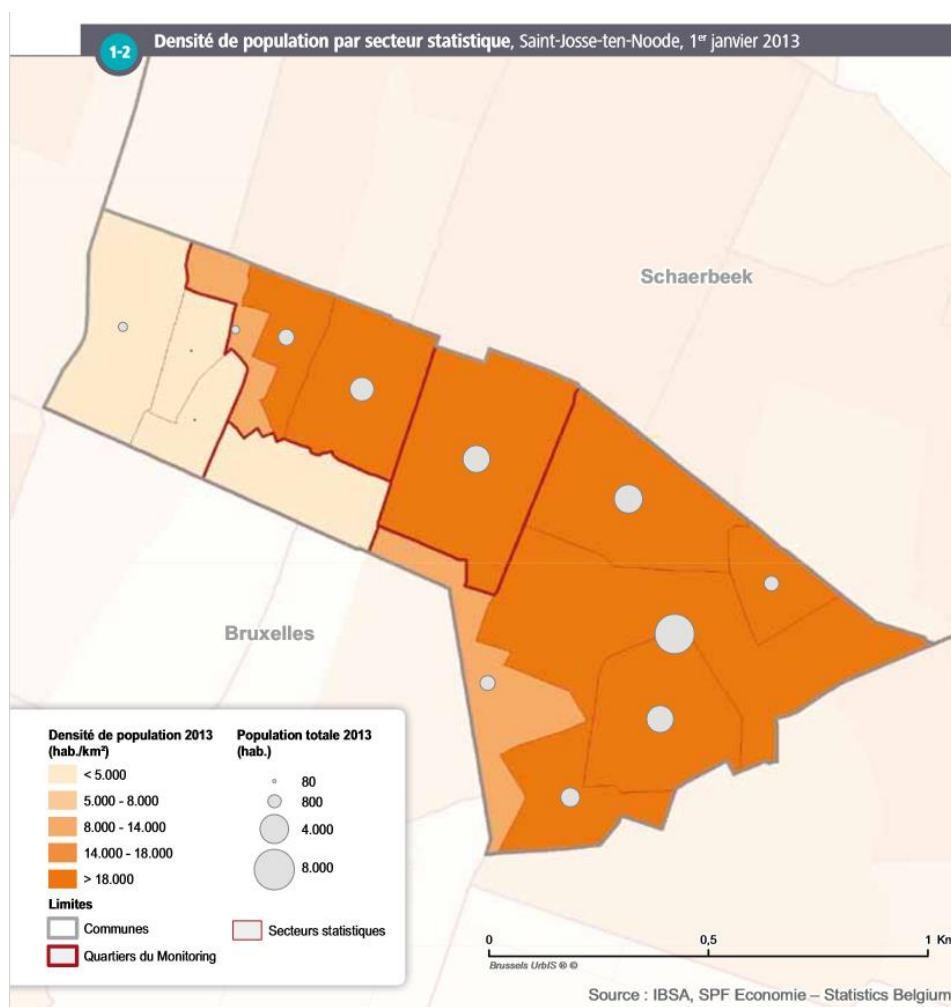 1-2
Densité de population par secteur statistique, Saint-Josse-ten-Noode, 1er janvier 2013
Schaerbeek
Bruxelles
Densité de population 2013
(hab./km²)
< 5.000
5.000 - 8.000
8.000 - 14.000
14.000 - 18.000
> 18.000
Population totale 2013
(hab.)
80
800
4.000
8.000
Limites
Communes
Quartiers du Monitoring
Secteurs statistiques
0 0,5 1 Km
Brussels UrbIS ® ©
Source : IBSA, SPF Economie – Statistics Belgium